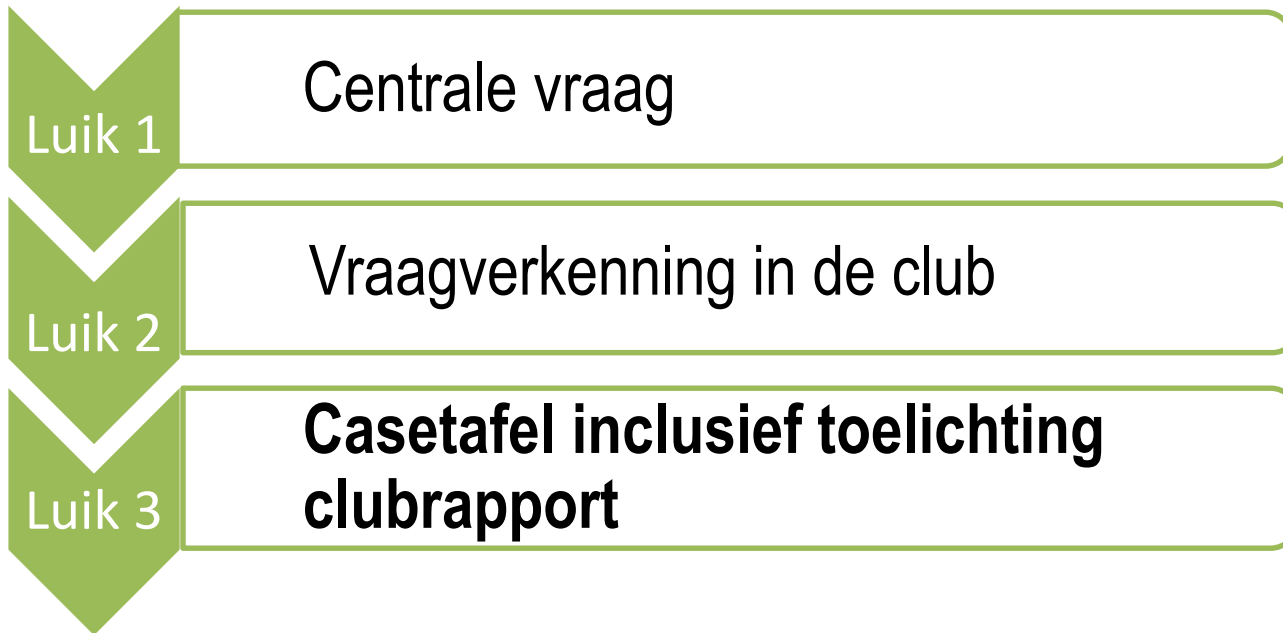 Luik 1
Centrale vraag
Luik 2
Vraagverkenning in de club
Luik 3
Casetafel inclusief toelichting
clubrapport